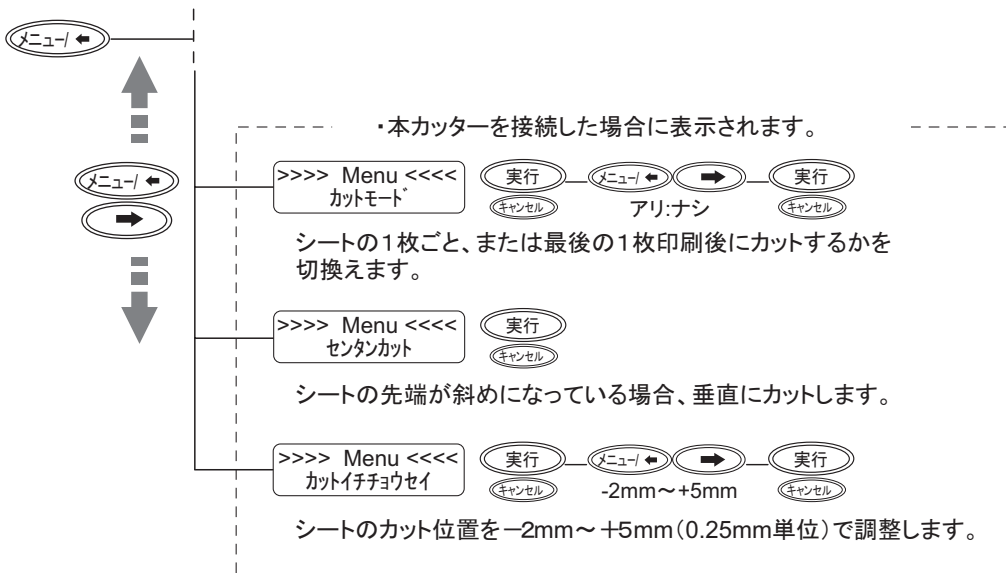 メニュー/ ←
・本カッターを接続した場合に表示されます。
メニュー/ ←
→
>>>> Menu <<<<
ｶｯﾄﾓｰﾄﾞ
実行
キャンセル
メニュー/ ←
→
アリ:ナシ
実行
キャンセル
シートの1枚ごと、または最後の1枚印刷後にカットするかを
切換えます。
>>>> Menu <<<<
ｾﾝﾀﾝｶｯﾄ
実行
キャンセル
シートの先端が斜めになっている場合、垂直にカットします。
>>>> Menu <<<<
ｶｯﾄｲﾁﾁｮｳｾｲ
実行
キャンセル
メニュー/ ←
→
-2mm～+5mm
実行
キャンセル
シートのカット位置を－2mm～＋5mm（0.25mm単位）で調整します。